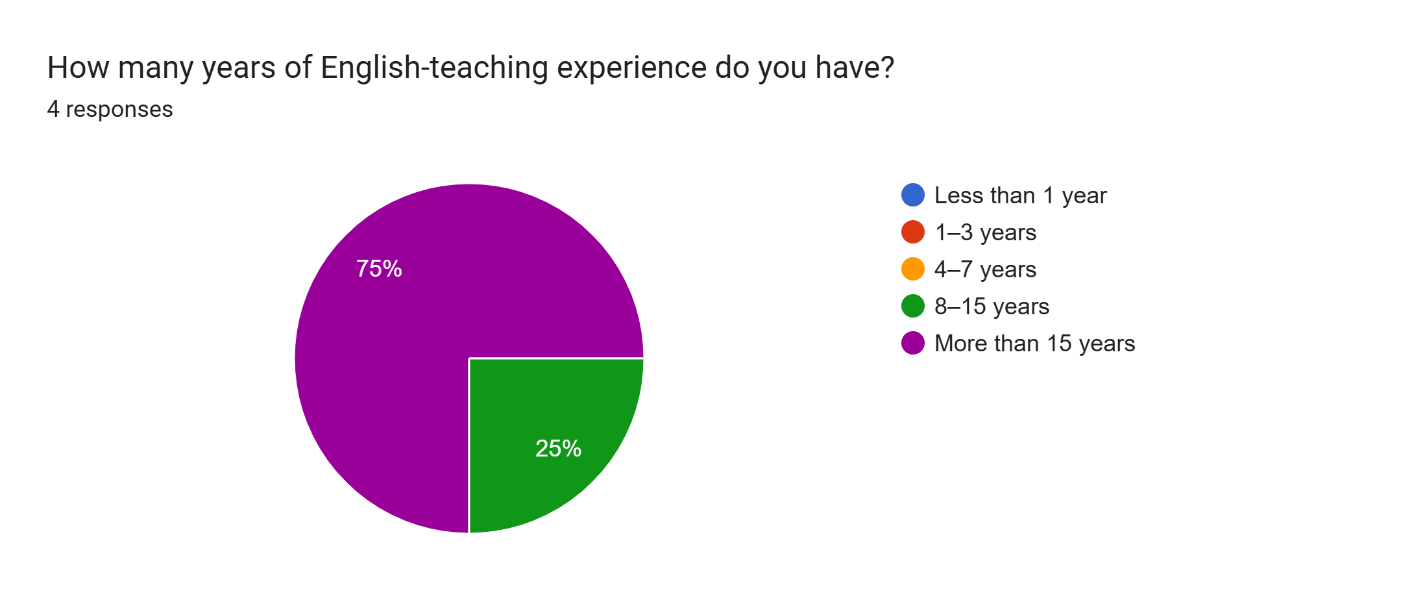 How many years of English-teaching experience do you have?
4 responses
75%
25%
Less than 1 year
1–3 years
4–7 years
8–15 years
More than 15 years